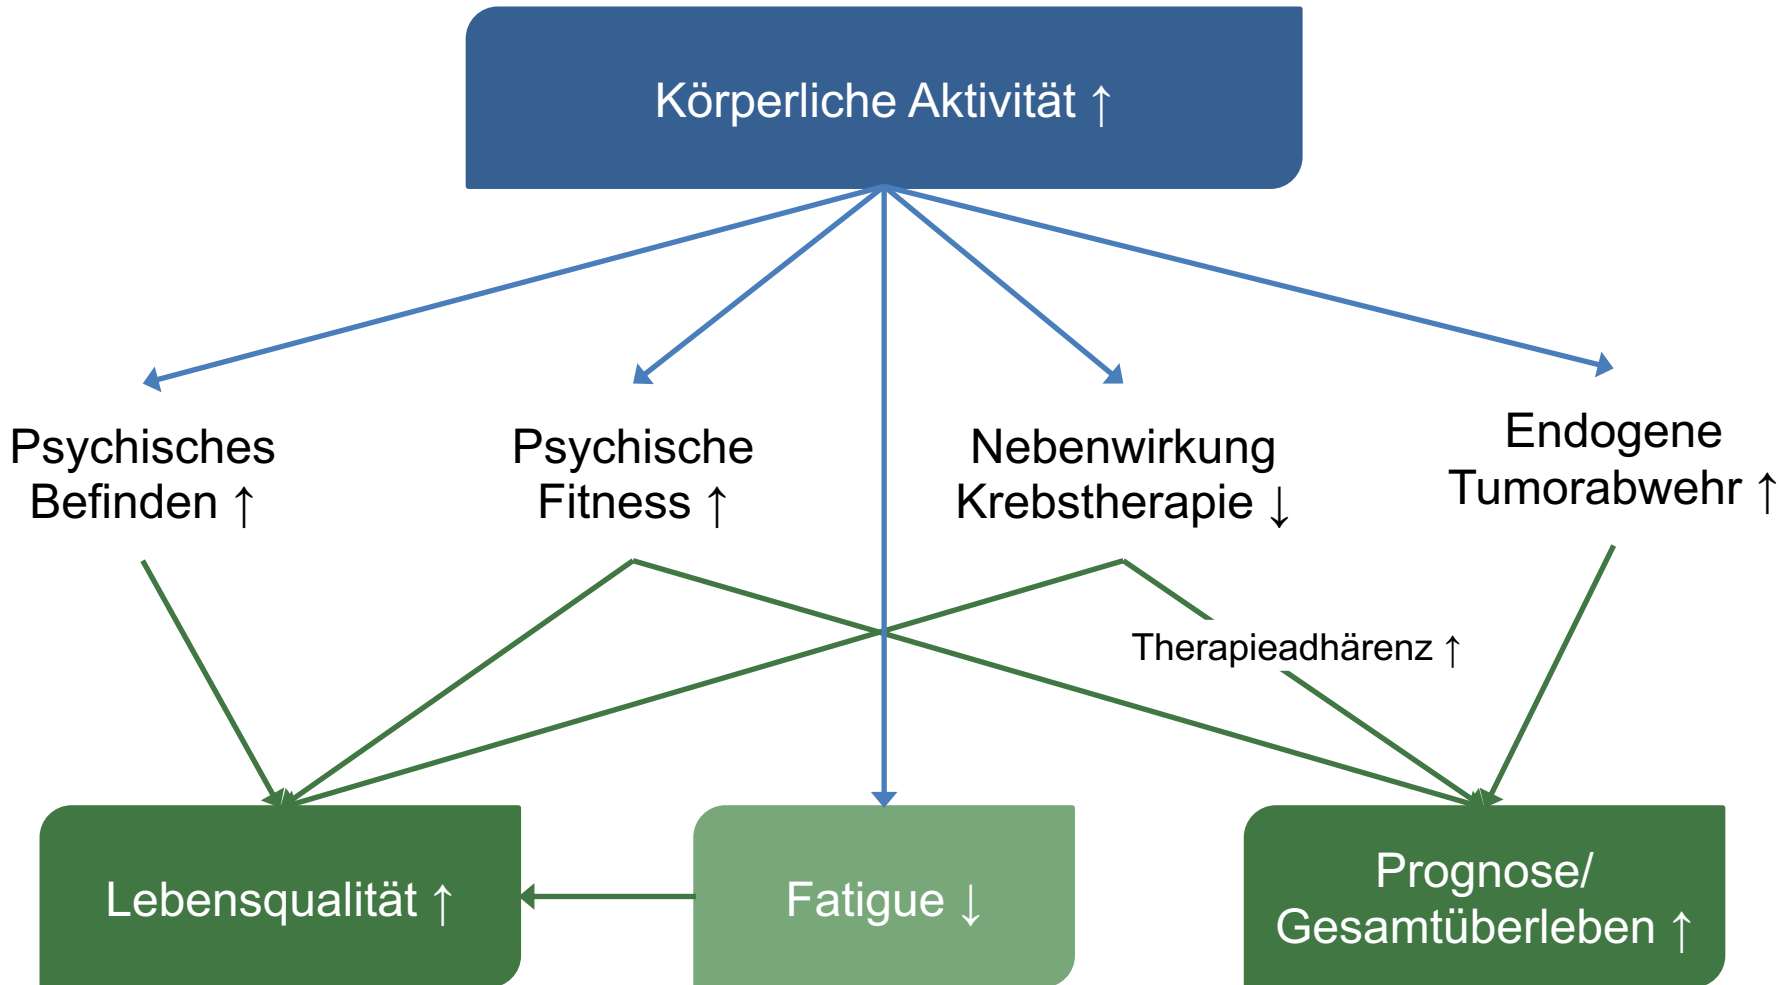 Körperliche Aktivität ↑
Psychisches
Befinden ↑
Psychische
Fitness ↑
Nebenwirkung
Krebstherapie ↓
Endogene
Tumorabwehr ↑
Therapieadhärenz ↑
Lebensqualität ↑
Fatigue ↓
Prognose/
Gesamtüberleben ↑